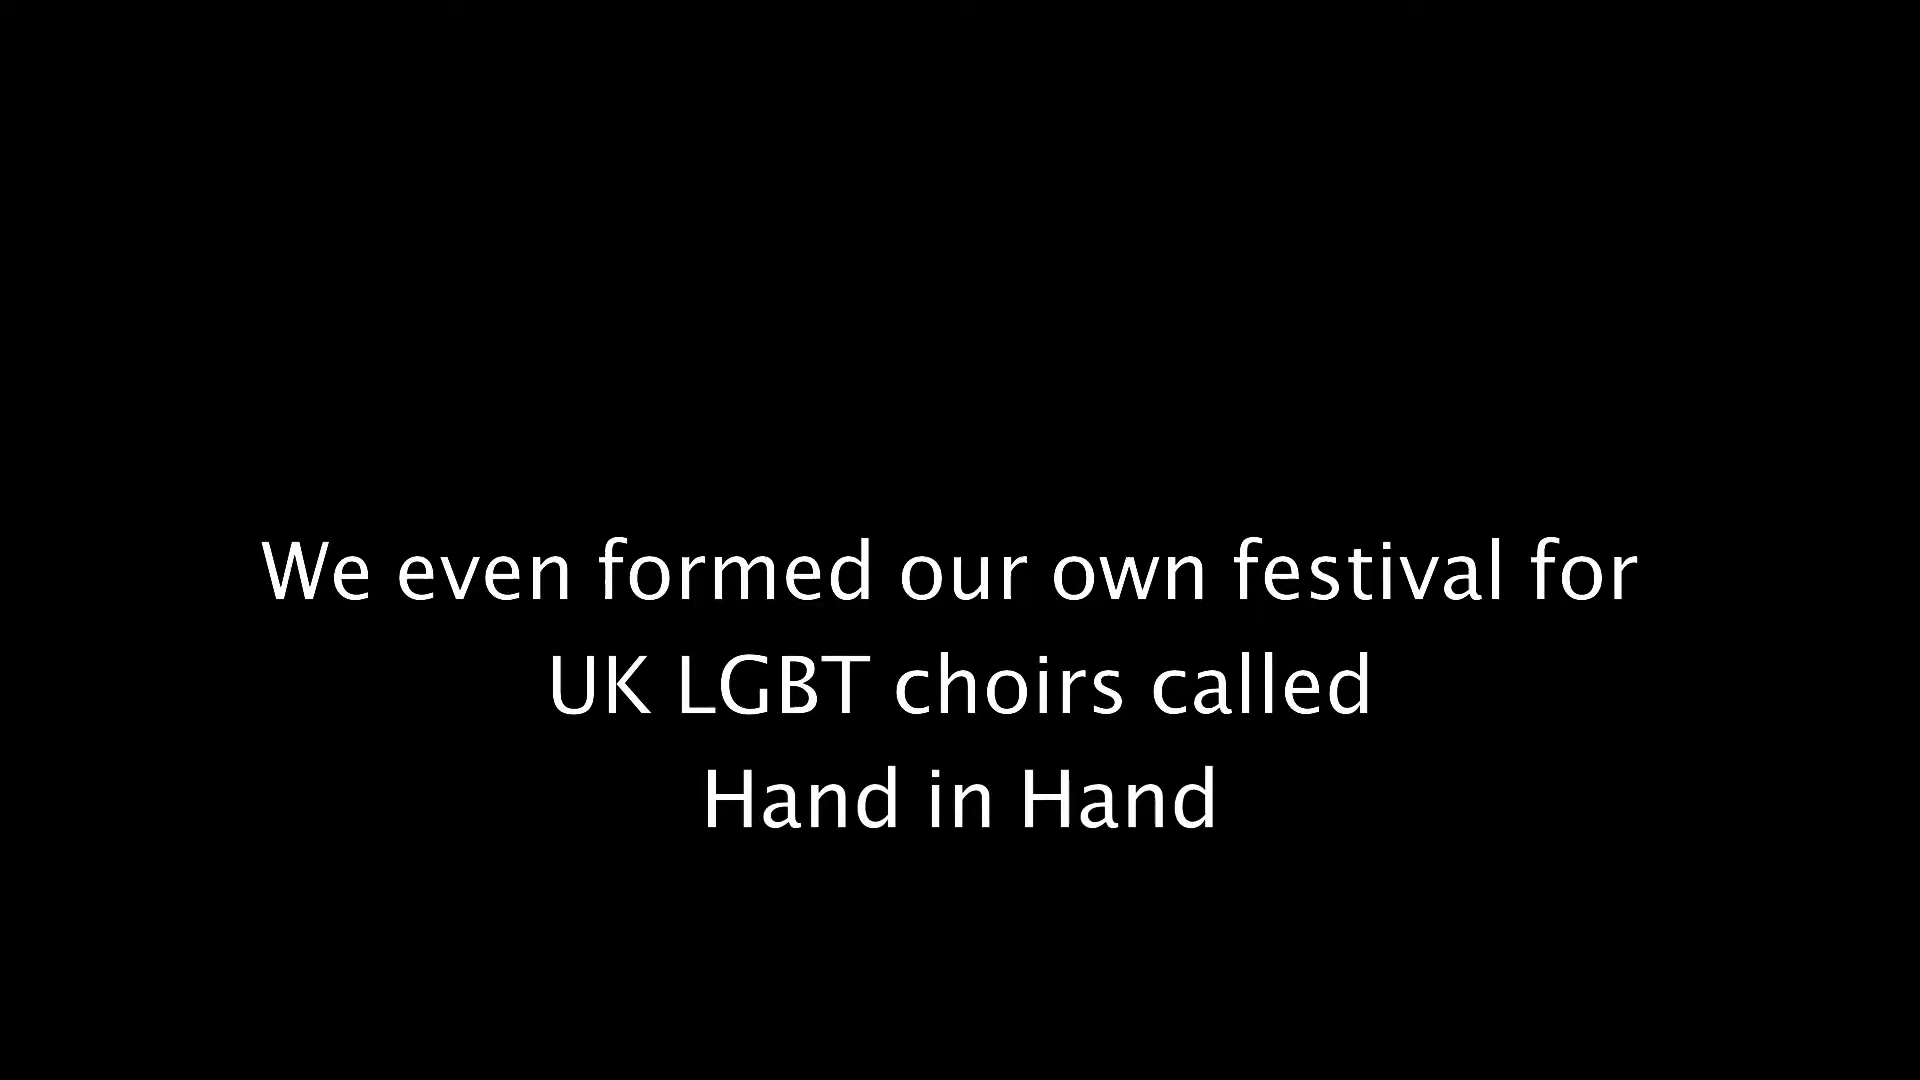 We even formed our own festival for
UK LGBT choirs called
Hand in Hand